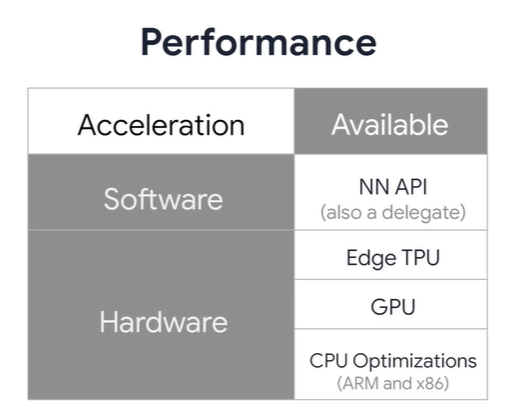 Performance
Acceleration
Available
Software
NN API
(also a delegate)
Hardware
Edge TPU
GPU
CPU Optimizations
(ARM and x86)